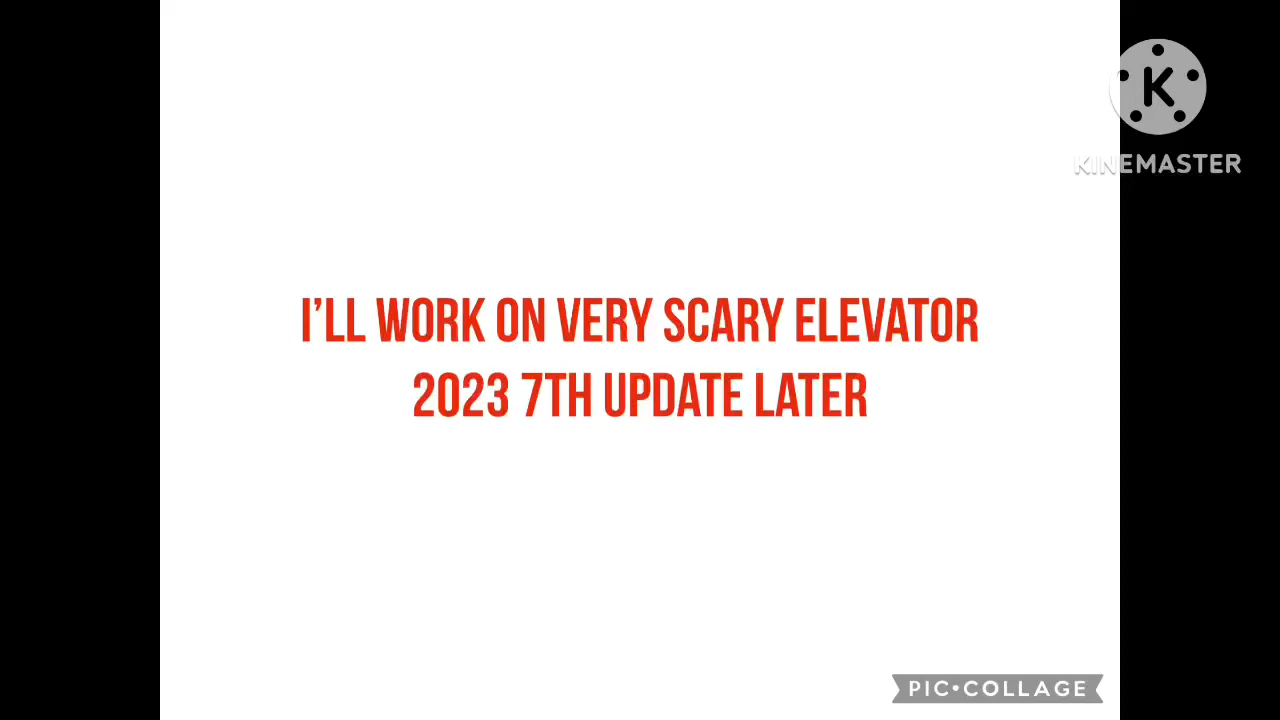 K
KINEMASTER
I'LL WORK ON VERY SCARY ELEVATOR
2023 7TH UPDATE LATER
PIC•COLLAGE